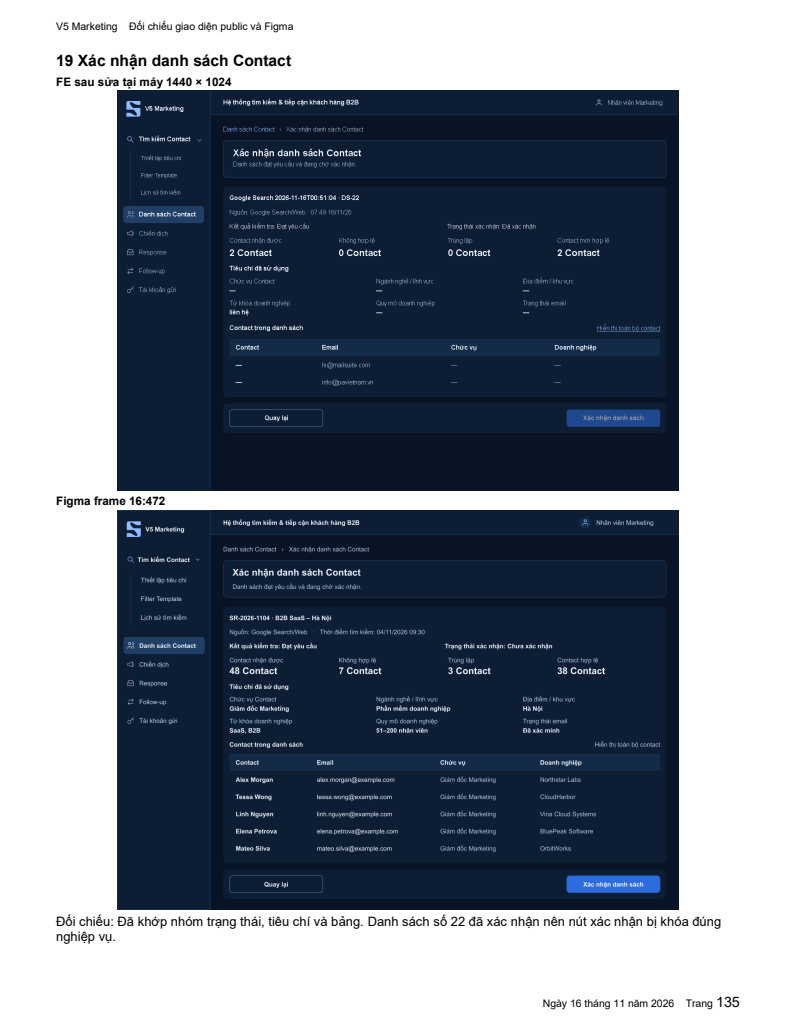 V5 Marketing Đối chiếu giao diện public và Figma
19 Xác nhận danh sách Contact
FE sau sửa tại máy 1440 × 1024
V5 Marketing
Hệ thống tìm kiếm & tiếp cận khách hàng B2B
Nhân viên Marketing
Tìm kiếm Contact
Thiết lập tiêu chí
Filter Template
Lịch sử tìm kiếm
Danh sách Contact
Chiến dịch
Response
Follow-up
Tài khoản gửi
Danh sách Contact › Xác nhận danh sách Contact
Xác nhận danh sách Contact
Danh sách đạt yêu cầu và đang chờ xác nhận.
Google Search 2026-11-16T00:51:04 · DS-22
Nguồn: Google Search/Web · 07:49 16/11/26
Kết quả kiểm tra: Đạt yêu cầu Trạng thái xác nhận: Đã xác nhận
Contact nhận được Không hợp lệ Trùng lặp Contact mới hợp lệ
2 Contact 0 Contact 0 Contact 2 Contact
Tiêu chí đã sử dụng
Chức vụ Contact Ngành nghề / lĩnh vực Địa điểm / khu vực
— — —
Từ khóa doanh nghiệp Quy mô doanh nghiệp Trạng thái email
liên hệ — —
Contact trong danh sách Hiển thị toàn bộ contact
Contact Email Chức vụ Doanh nghiệp
— hi@mailsuite.com — —
— info@pavietnam.vn — —
Quay lại Xác nhận danh sách
Figma frame 16:472
V5 Marketing
Hệ thống tìm kiếm & tiếp cận khách hàng B2B
Nhân viên Marketing
Tìm kiếm Contact
Thiết lập tiêu chí
Filter Template
Lịch sử tìm kiếm
Danh sách Contact
Chiến dịch
Response
Follow-up
Tài khoản gửi
Danh sách Contact › Xác nhận danh sách Contact
Xác nhận danh sách Contact
Danh sách đạt yêu cầu và đang chờ xác nhận.
SR-2026-1104 · B2B SaaS – Hà Nội
Nguồn: Google Search/Web · Thời điểm tìm kiếm: 04/11/2026 09:30
Kết quả kiểm tra: Đạt yêu cầu Trạng thái xác nhận: Chưa xác nhận
Contact nhận được Không hợp lệ Trùng lặp Contact hợp lệ
48 Contact 7 Contact 3 Contact 38 Contact
Tiêu chí đã sử dụng
Chức vụ Contact Ngành nghề / lĩnh vực Địa điểm / khu vực
Giám đốc Marketing Phần mềm doanh nghiệp Hà Nội
Từ khóa doanh nghiệp Quy mô doanh nghiệp Trạng thái email
SaaS, B2B 51–200 nhân viên Đã xác minh
Contact trong danh sách Hiển thị toàn bộ contact
Contact Email Chức vụ Doanh nghiệp
Alex Morgan alex.morgan@example.com Giám đốc Marketing Northstar Labs
Tessa Wong tessa.wong@example.com Giám đốc Marketing CloudHarbor
Linh Nguyen linh.nguyen@example.com Giám đốc Marketing Vina Cloud Systems
Elena Petrova elena.petrova@example.com Giám đốc Marketing BluePeak Software
Mateo Silva mateo.silva@example.com Giám đốc Marketing OrbitWorks
Quay lại Xác nhận danh sách
Đối chiếu: Đã khớp nhóm trạng thái, tiêu chí và bảng. Danh sách số 22 đã xác nhận nên nút xác nhận bị khóa đúng
nghiệp vụ.
Ngày 16 tháng 11 năm 2026 Trang 135